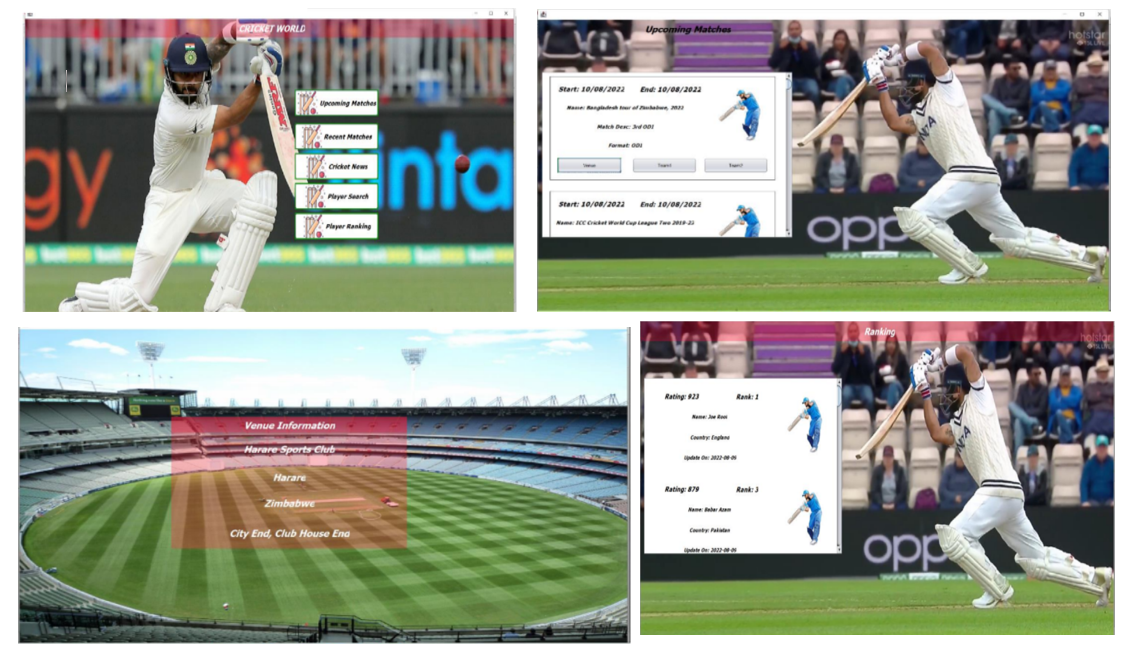 CRICKET WORLD
Upcoming Matches
Recent Matches
Cricket News
Player Search
Player Ranking
gy
inta
Upcoming Matches
hotstar
Start: 10/08/2022 End: 10/08/2022
Name: Bangladesh tour of Zimbabwe, 2022
Match Desc: 3rd ODI
Format: ODI
Venue Team1 Team2
Start: 10/08/2022 End: 10/08/2022
Name: ICC Cricket World Cup League Two 2019-23
oppo
Venue Information
Harare Sports Club
Harare
Zimbabwe
City End, Club House End
Ranking
hotstar
Rating: 923 Rank: 1
Name: Joe Root
Country: England
Update On: 2022-08-05
Rating: 879 Rank: 3
Name: Babar Azam
Country: Pakistan
Update On: 2022-08-05
oppo